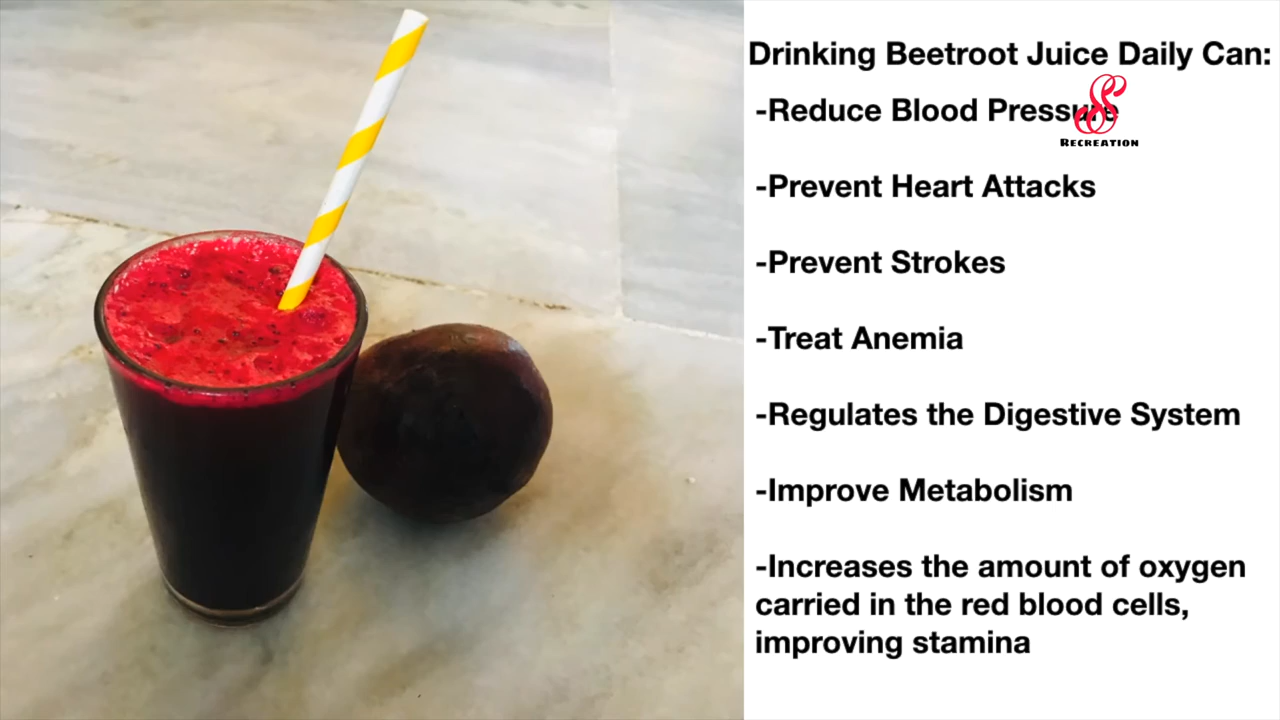 Drinking Beetroot Juice Daily Can:
-Reduce Blood Pressure
S
RECREATION
-Prevent Heart Attacks
-Prevent Strokes
-Treat Anemia
-Regulates the Digestive System
-Improve Metabolism
-Increases the amount of oxygen
carried in the red blood cells,
improving stamina